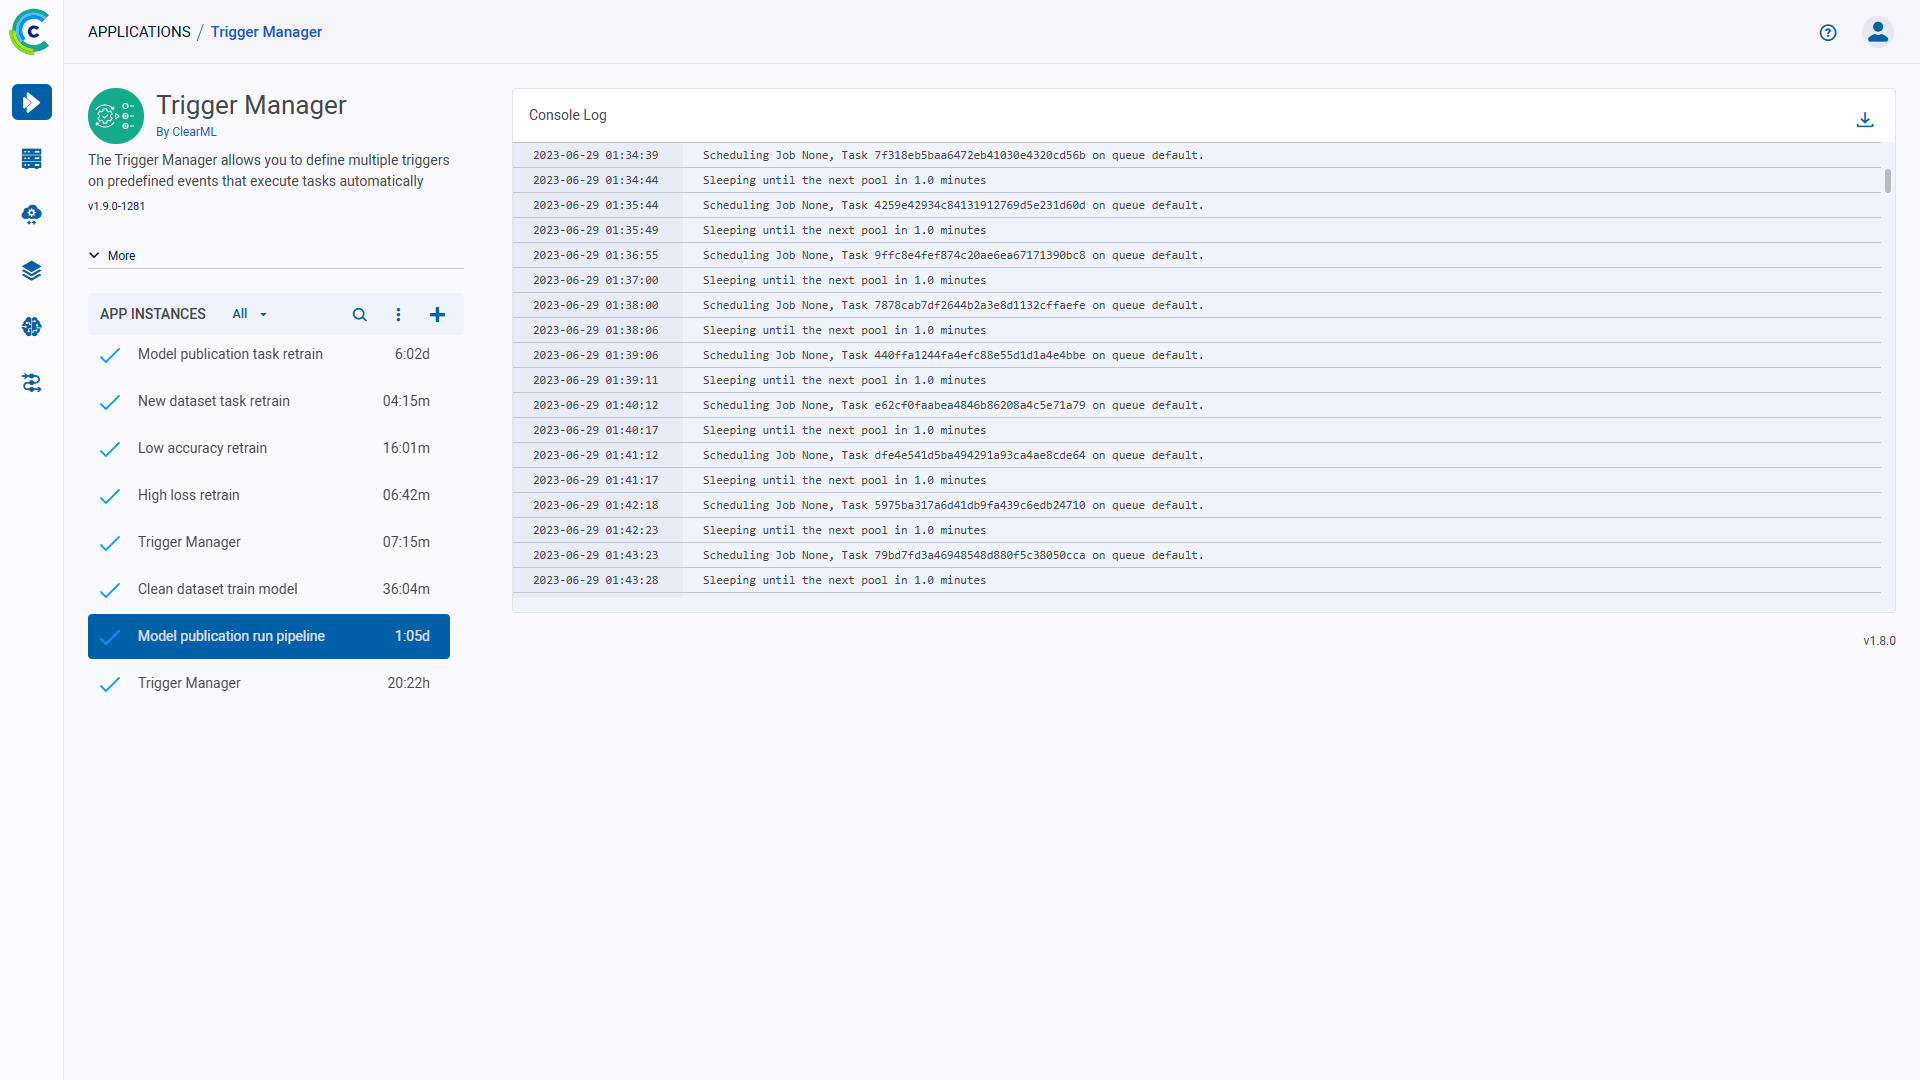 APPLICATIONS / Trigger Manager
Trigger Manager
By ClearML
The Trigger Manager allows you to define multiple triggers
on predefined events that execute tasks automatically
v1.9.0-1281
More
APP INSTANCES All
Model publication task retrain 6:02d
New dataset task retrain 04:15m
Low accuracy retrain 16:01m
High loss retrain 06:42m
Trigger Manager 07:15m
Clean dataset train model 36:04m
Model publication run pipeline 1:05d
Trigger Manager 20:22h
Console Log
2023-06-29 01:34:39 Scheduling Job None, Task 7f318eb5baa6472eb41030e4320cd56b on queue default.
2023-06-29 01:34:44 Sleeping until the next pool in 1.0 minutes
2023-06-29 01:35:44 Scheduling Job None, Task 4259e42934c84131912769d5e231d60d on queue default.
2023-06-29 01:35:49 Sleeping until the next pool in 1.0 minutes
2023-06-29 01:36:55 Scheduling Job None, Task 9ffc8e4fef874c20ae6ea67171390bc8 on queue default.
2023-06-29 01:37:00 Sleeping until the next pool in 1.0 minutes
2023-06-29 01:38:00 Scheduling Job None, Task 7878cab7df2644b2a3e8d1132cffaefe on queue default.
2023-06-29 01:38:06 Sleeping until the next pool in 1.0 minutes
2023-06-29 01:39:06 Scheduling Job None, Task 440ffa1244fa4efc88e55d1d1a4e4bbe on queue default.
2023-06-29 01:39:11 Sleeping until the next pool in 1.0 minutes
2023-06-29 01:40:12 Scheduling Job None, Task e62cf0faabea4846b86208a4c5e71a79 on queue default.
2023-06-29 01:40:17 Sleeping until the next pool in 1.0 minutes
2023-06-29 01:41:12 Scheduling Job None, Task dfe4e541d5ba494291a93ca4ae8cde64 on queue default.
2023-06-29 01:41:17 Sleeping until the next pool in 1.0 minutes
2023-06-29 01:42:18 Scheduling Job None, Task 5975ba317a6d41db9fa439c6edb24710 on queue default.
2023-06-29 01:42:23 Sleeping until the next pool in 1.0 minutes
2023-06-29 01:43:23 Scheduling Job None, Task 79bd7fd3a46948548d880f5c38050cca on queue default.
2023-06-29 01:43:28 Sleeping until the next pool in 1.0 minutes
v1.8.0